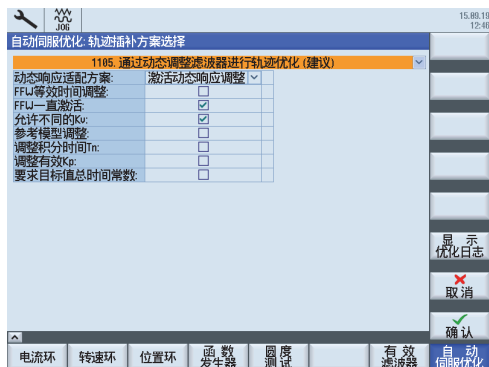 JOG
15.09.19
12:46
自动伺服优化: 轨迹插补方案选择
1105. 通过动态调整滤波器进行轨迹优化 (建议)
动态响应适配方案: 激活动态响应调整
FFW等效时间调整:
FFW一直激活:
允许不同的Kv:
参考模型调整:
调整积分时间Tn:
调整有效Kp:
要求目标值总时间常数:
显 示
优化日志
取消
确认
电流环
转速环
位置环
函 数
发生器
圆 度
测 试
有 效
滤波器
自 动
伺服优化